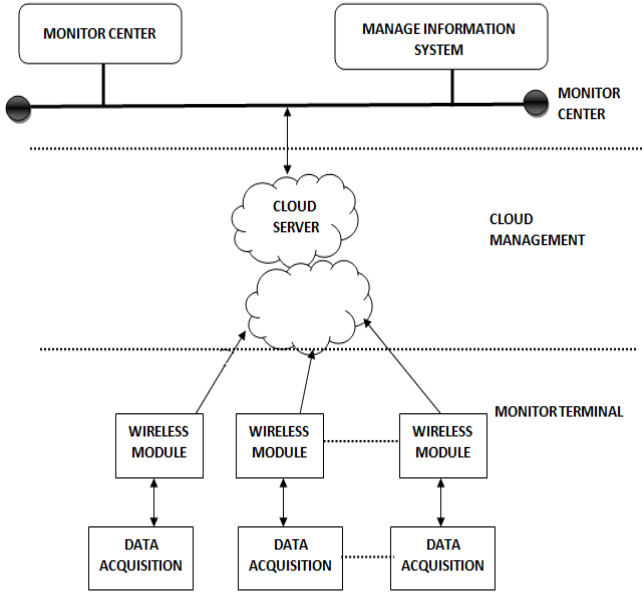 MONITOR CENTER
MANAGE INFORMATION
SYSTEM
MONITOR
CENTER
CLOUD
SERVER
CLOUD
MANAGEMENT
MONITOR TERMINAL
WIRELESS
MODULE
WIRELESS
MODULE
WIRELESS
MODULE
DATA
ACQUISITION
DATA
ACQUISITION
DATA
ACQUISITION